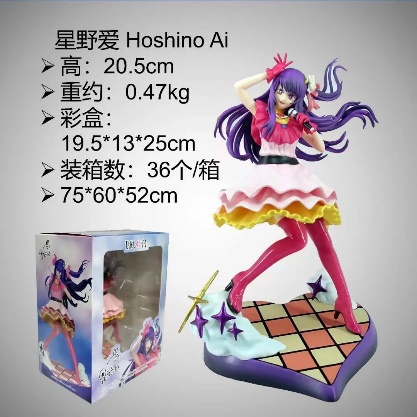 星野爱 Hoshino Ai
➢ 高：20.5cm
➢ 重约：0.47kg
➢ 彩盒：
19.5*13*25cm
➢ 装箱数：36个/箱
➢ 75*60*52cm